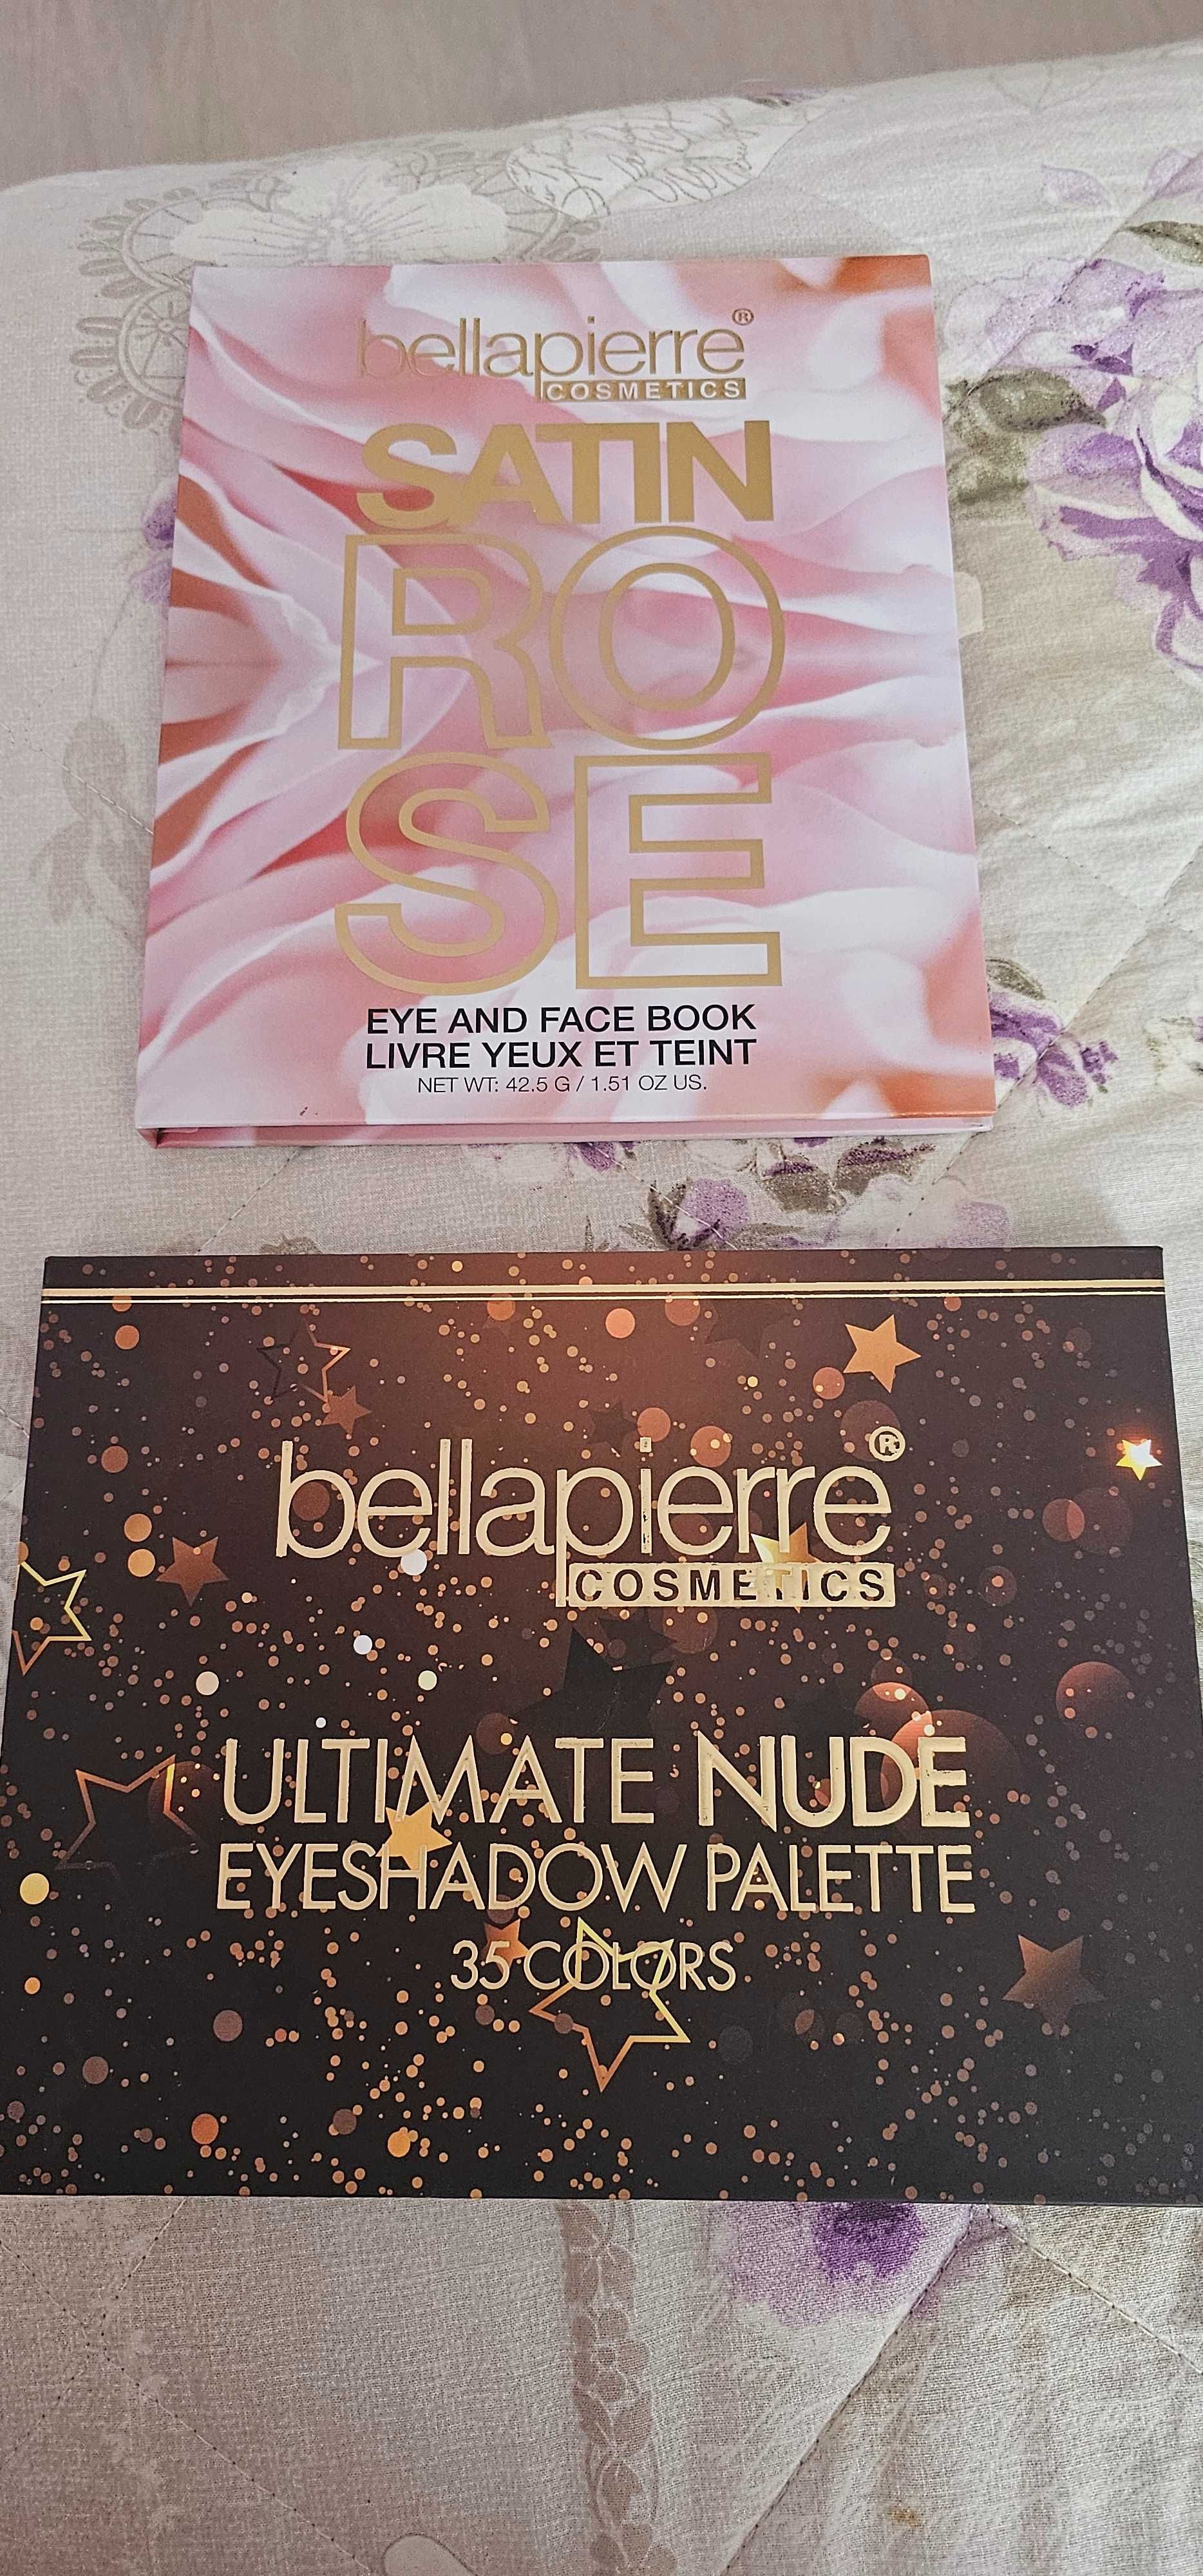 bellapierre®
COSMETICS
SATIN
RO
SE
EYE AND FACE BOOK
LIVRE YEUX ET TEINT
NET WT: 42.5 G / 1.51 OZ US.
bellapierre®
COSMETICS
ULTIMATE NUDE
EYESHADOW PALETTE
35 COLORS